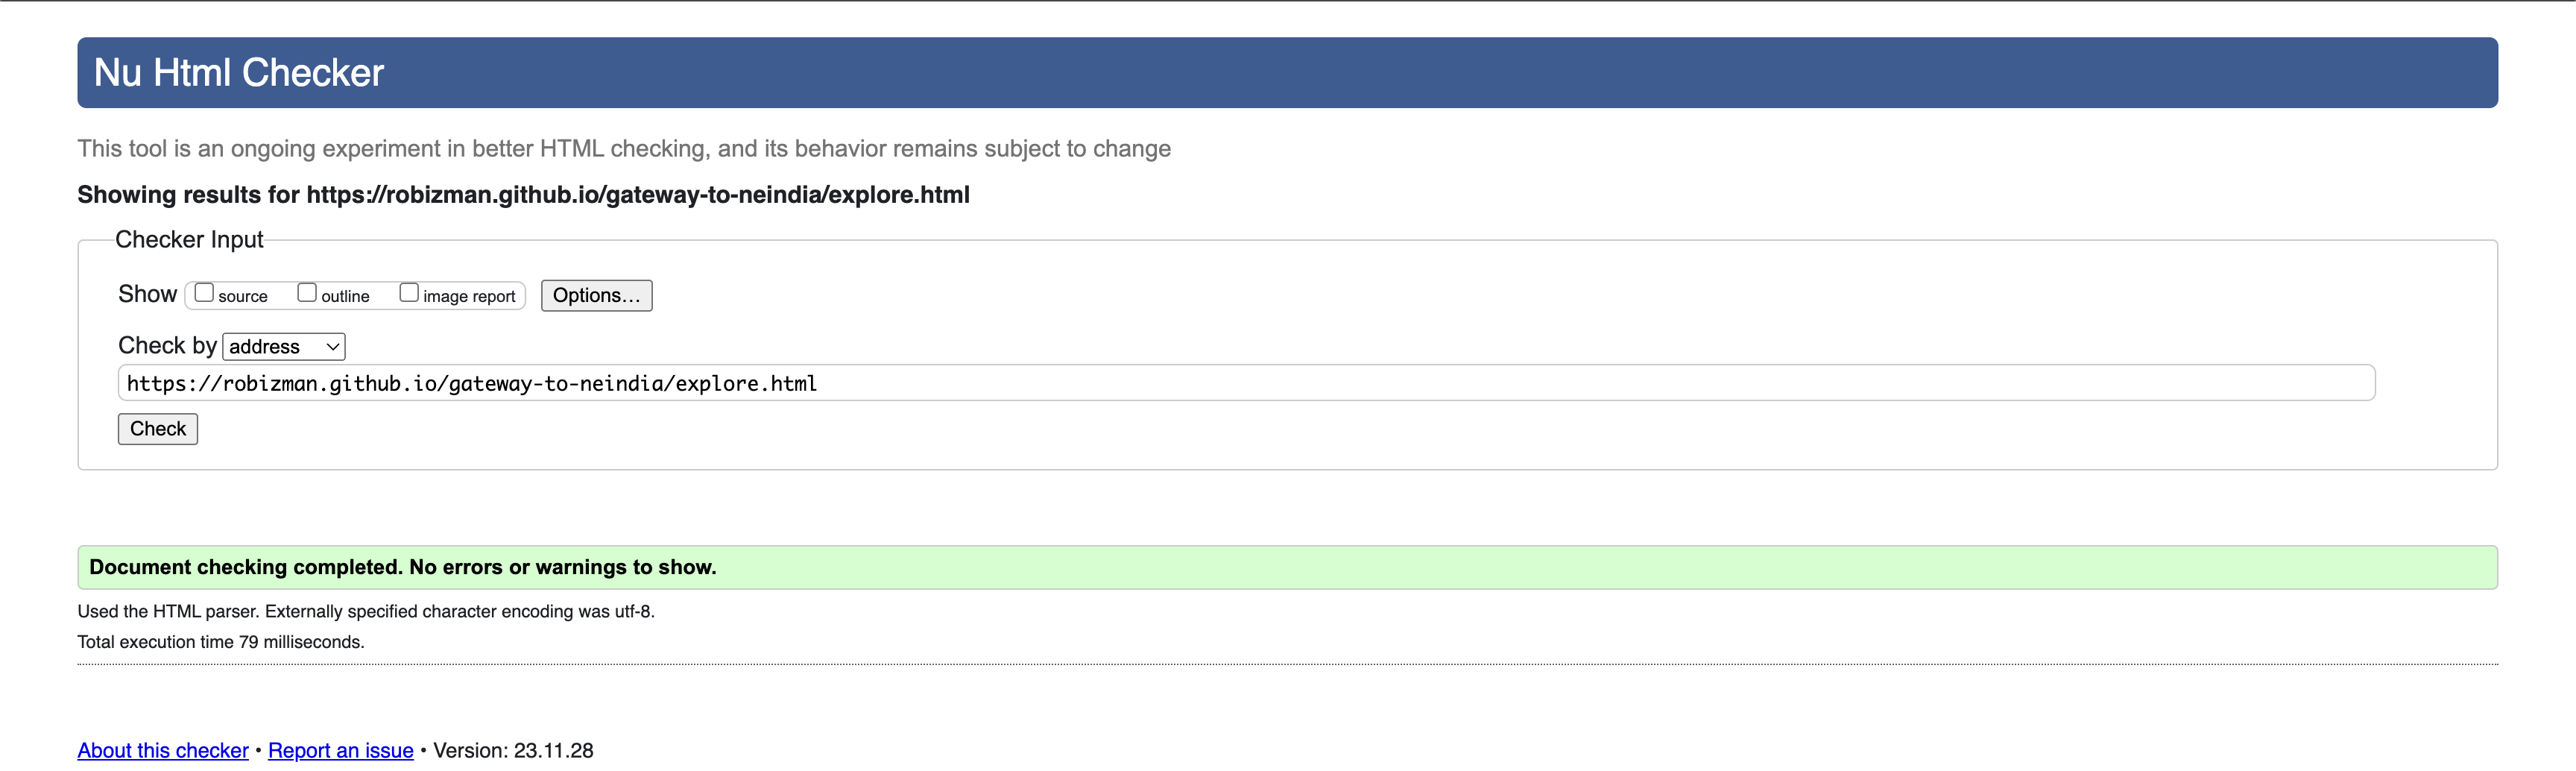 Nu Html Checker
This tool is an ongoing experiment in better HTML checking, and its behavior remains subject to change
Showing results for https://robizman.github.io/gateway-to-neindia/explore.html
Checker Input
Show source outline image report Options...
Check by address
https://robizman.github.io/gateway-to-neindia/explore.html
Check
Document checking completed. No errors or warnings to show.
Used the HTML parser. Externally specified character encoding was utf-8.
Total execution time 79 milliseconds.
About this checker • Report an issue • Version: 23.11.28